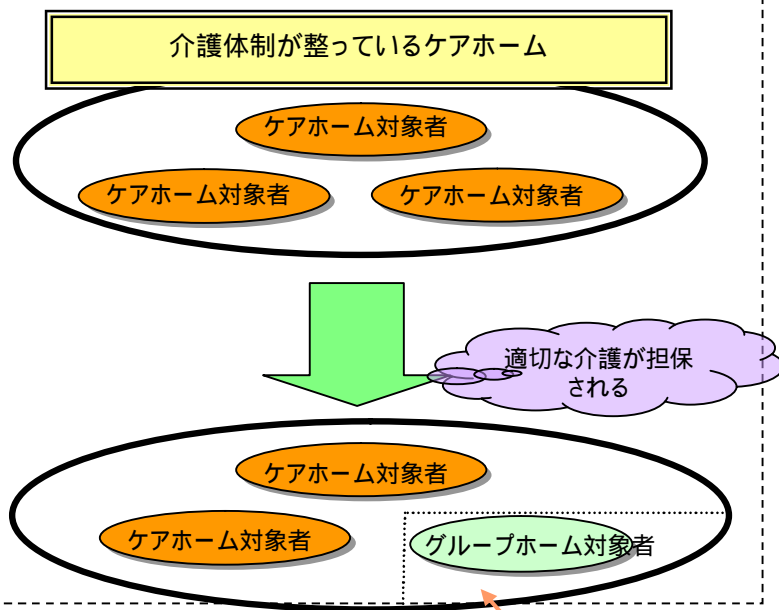 介護体制が整っているケアホーム
ケアホーム対象者
ケアホーム対象者 ケアホーム対象者
適切な介護が担保
される
ケアホーム対象者
ケアホーム対象者
グループホーム対象者